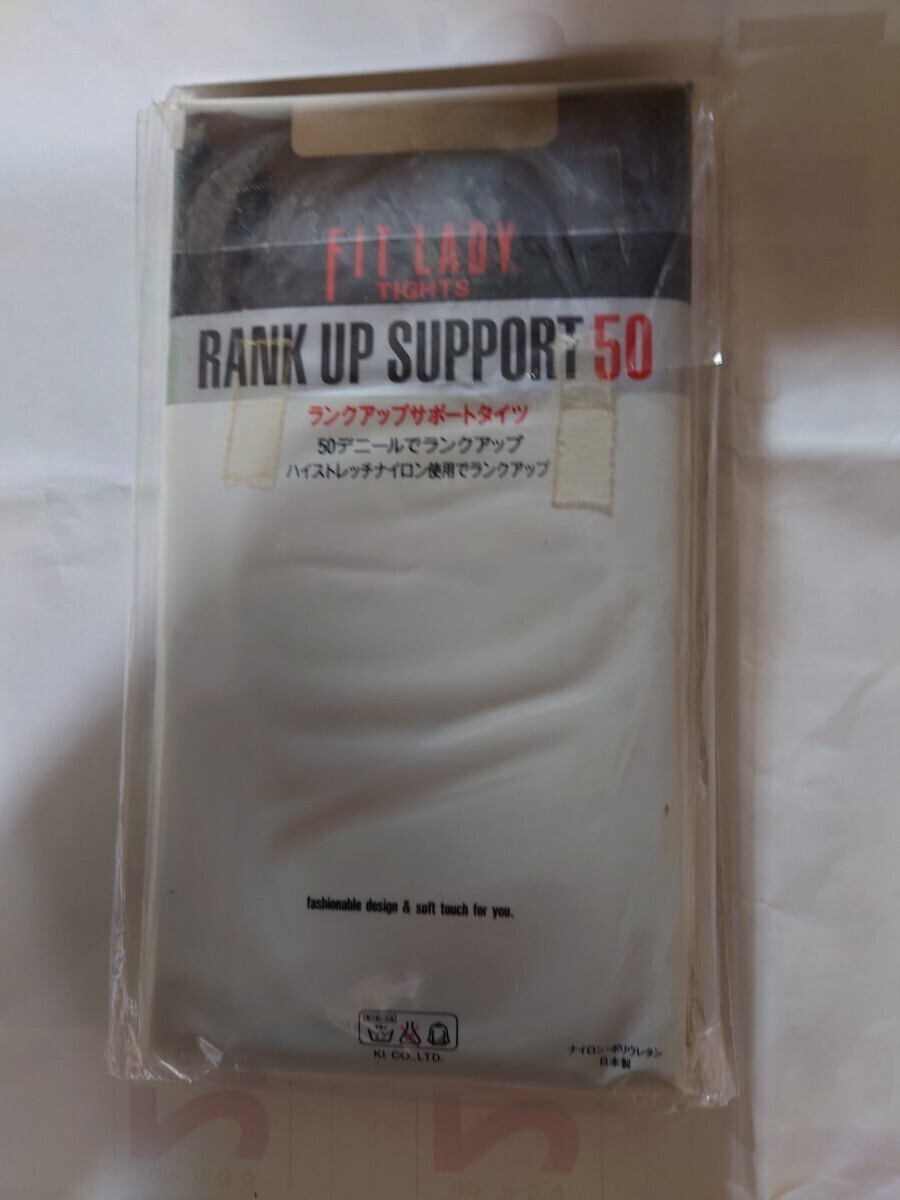 FIT LADY
TIGHTS
RANK UP SUPPORT 50
ランクアップサポートタイツ
50デニールでランクアップ
ハイストレッチナイロン使用でランクアップ
fashionable design & soft touch for you.
KI CO.,LTD.
ナイロン・ポリウレタン
日本製